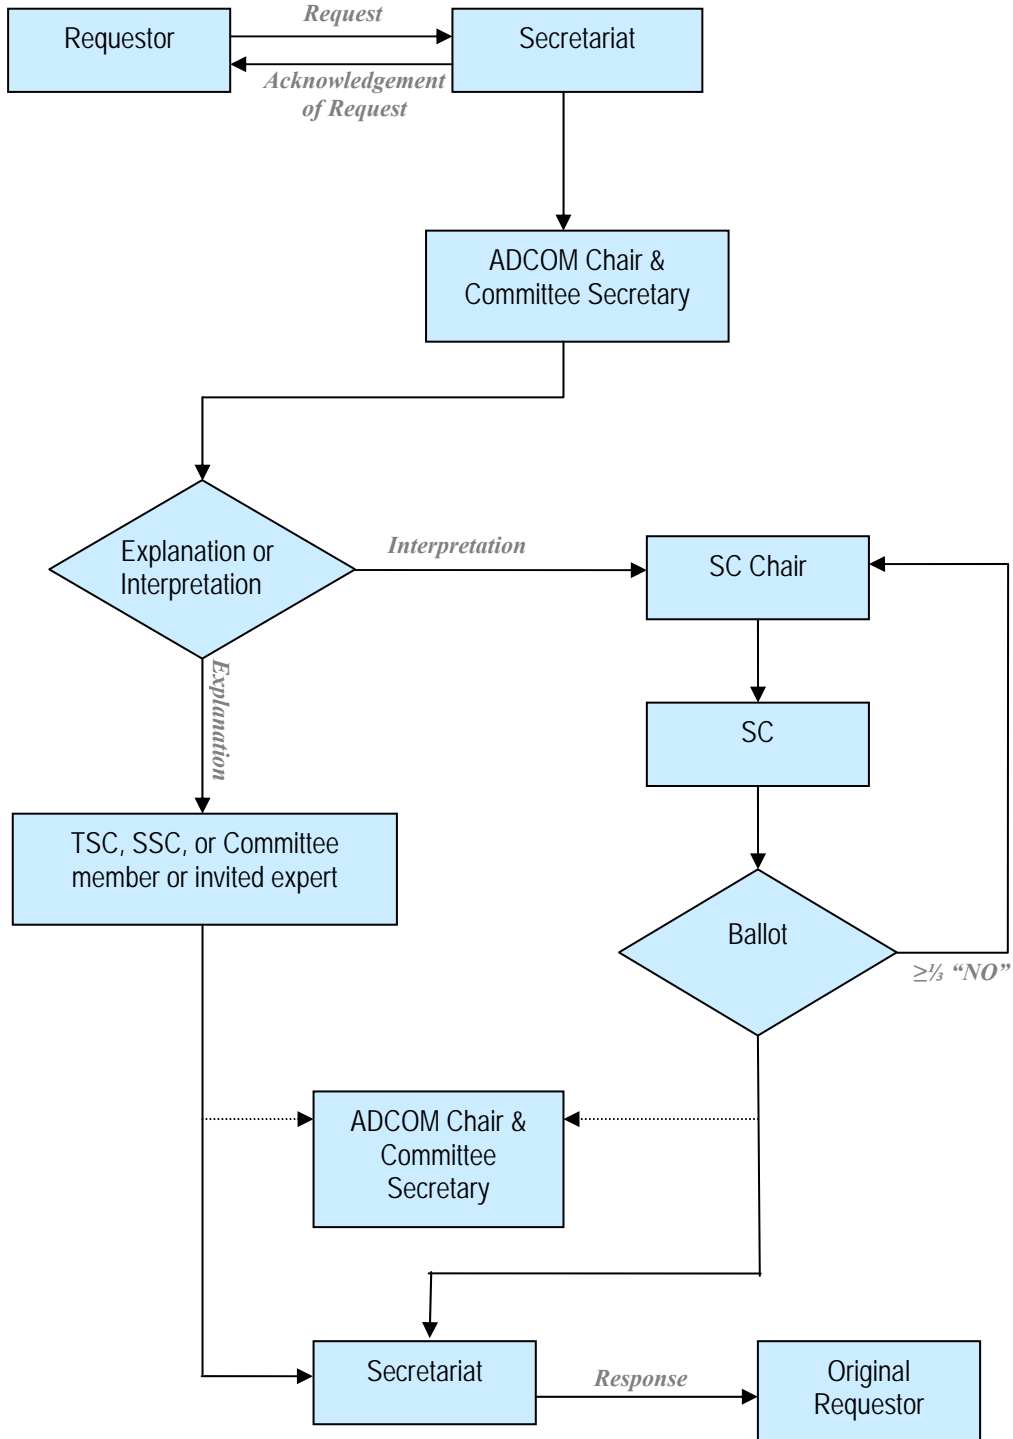 Request
Requestor
Secretariat
Acknowledgement
of Request
ADCOM Chair &
Committee Secretary
Explanation or
Interpretation
Interpretation
SC Chair
Explanation
SC
TSC, SSC, or Committee
member or invited expert
Ballot
≥⅓ “NO”
ADCOM Chair &
Committee
Secretary
Secretariat
Response
Original
Requestor